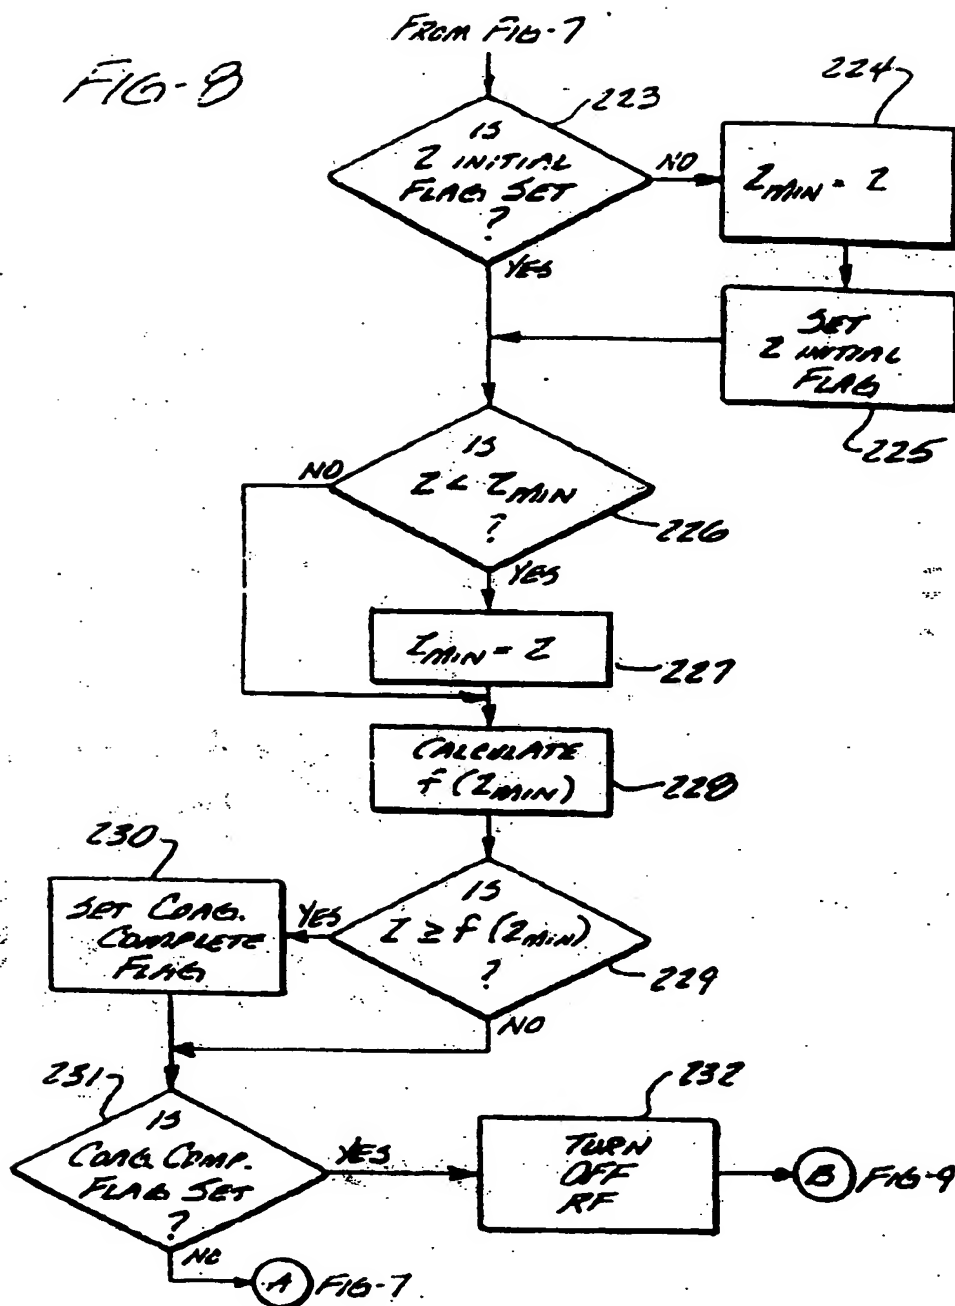 FROM FIG-7
FIG-8
223
224
IS
Z INITIAL
FLAG SET
?
NO
YES
ZMIN = Z
SET
Z INITIAL
FLAG
225
IS
Z < ZMIN
?
NO
226
YES
ZMIN = Z
227
CALCULATE
f (ZMIN)
228
230
SET COAG.
COMPLETE
FLAG
YES
IS
Z ≥ f (ZMIN)
?
229
NO
231
232
IS
COAG. COMP.
FLAG SET
?
YES
TURN
OFF
RF
B FIG-9
NO
A FIG-7